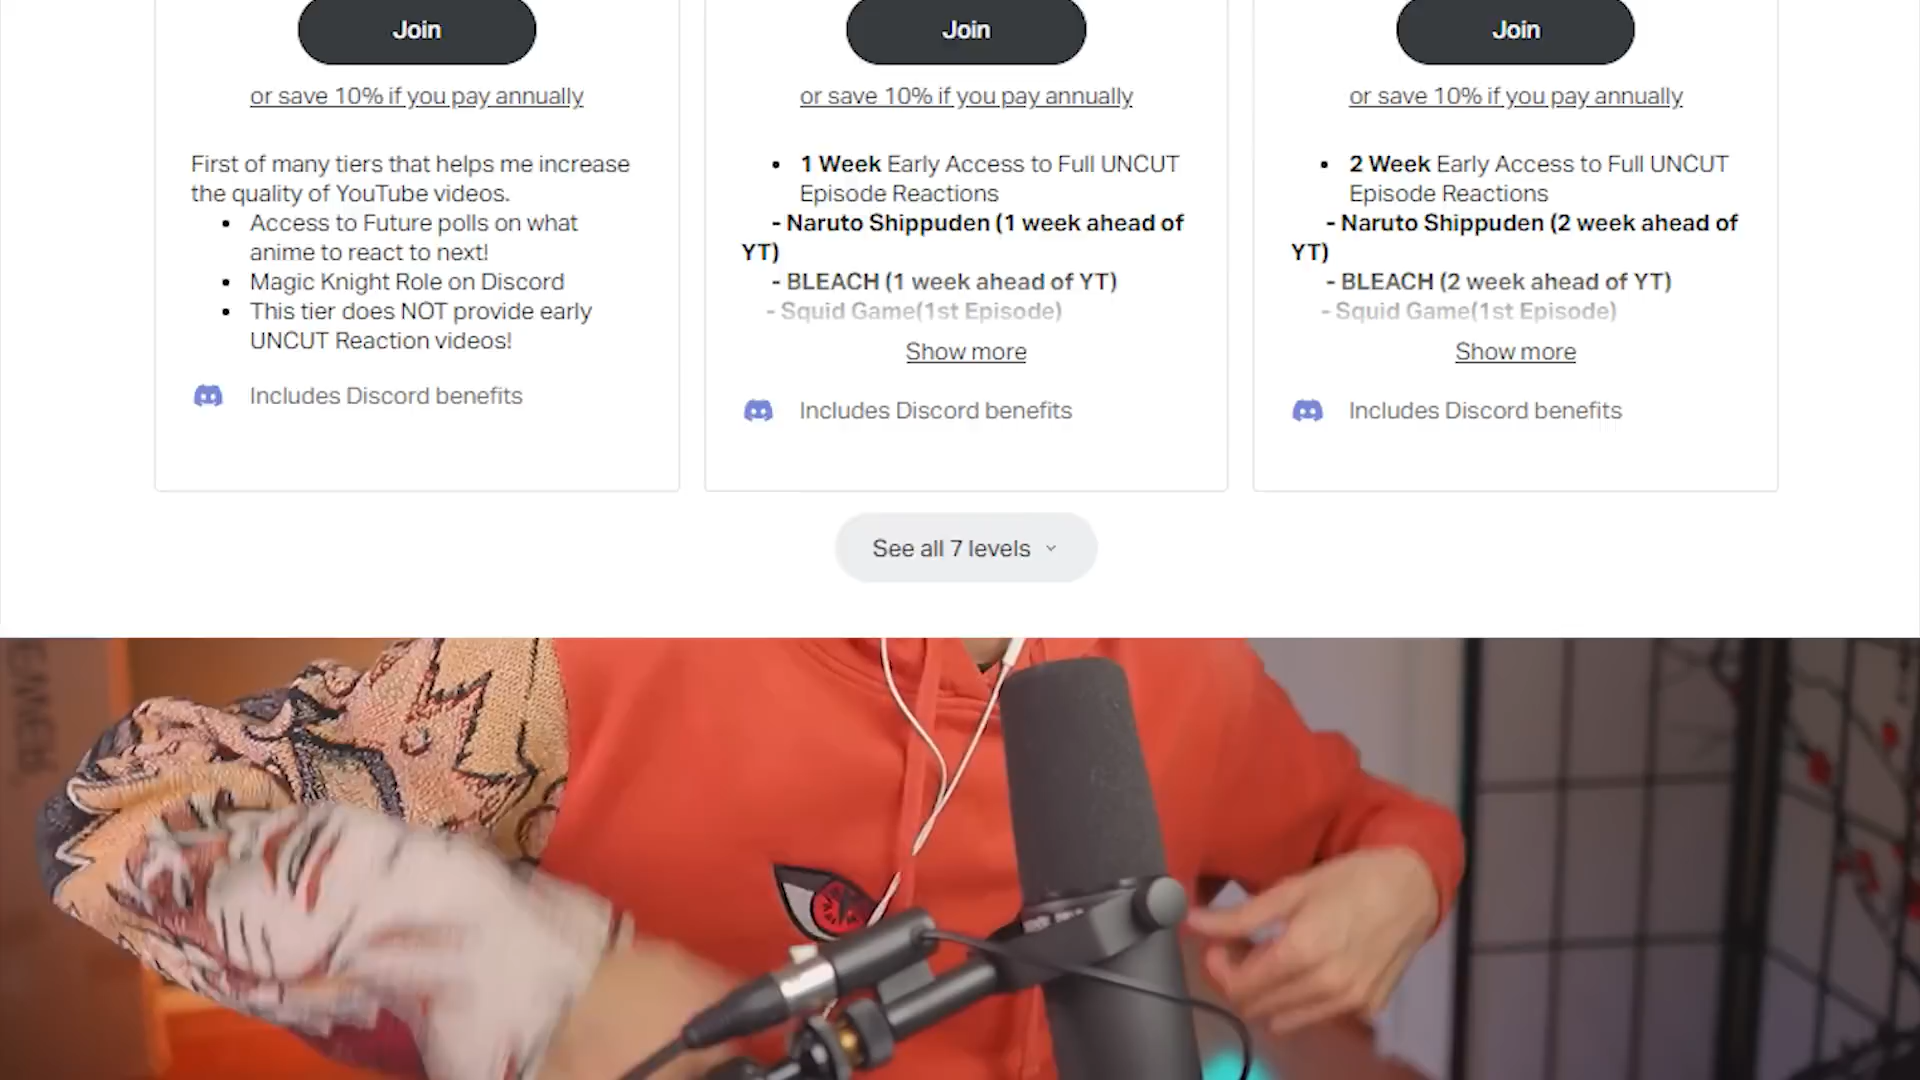 Join
or save 10% if you pay annually
First of many tiers that helps me increase
the quality of YouTube videos.
• Access to Future polls on what
anime to react to next!
• Magic Knight Role on Discord
• This tier does NOT provide early
UNCUT Reaction videos!
Includes Discord benefits
Join
or save 10% if you pay annually
• 1 Week Early Access to Full UNCUT
Episode Reactions
- Naruto Shippuden (1 week ahead of
YT)
- BLEACH (1 week ahead of YT)
- Squid Game(1st Episode)
Show more
Includes Discord benefits
Join
or save 10% if you pay annually
• 2 Week Early Access to Full UNCUT
Episode Reactions
- Naruto Shippuden (2 week ahead of
YT)
- BLEACH (2 week ahead of YT)
- Squid Game(1st Episode)
Show more
Includes Discord benefits
See all 7 levels